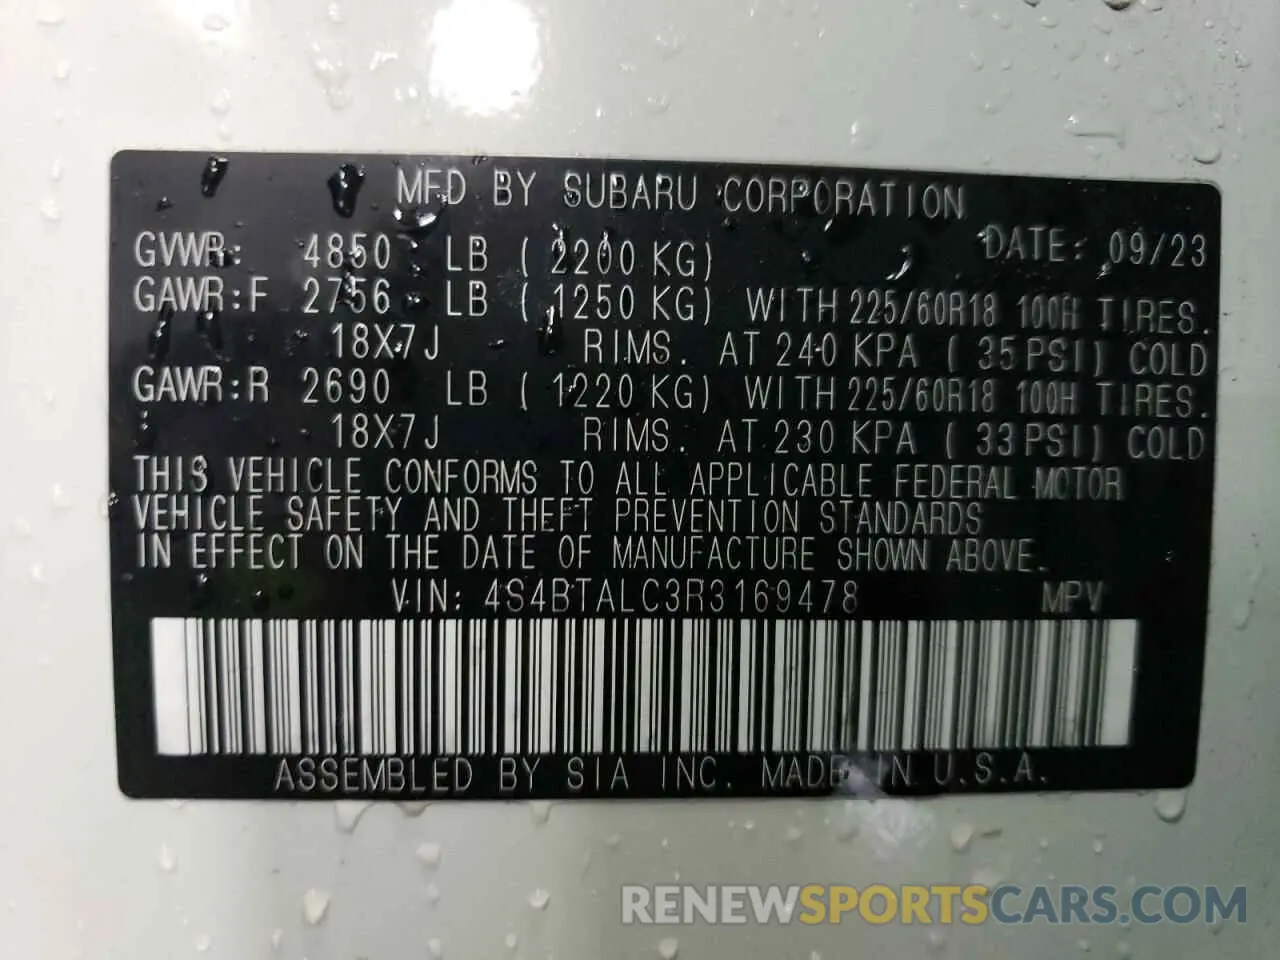 MFD BY SUBARU CORPORATION
DATE: 09/23
GVWR: 4850 LB ( 2200 KG)
GAWR:F 2756 LB ( 1250 KG) WITH 225/60R18 100H TIRES.
18X7J RIMS. AT 240 KPA ( 35PSI) COLD
GAWR:R 2690 LB ( 1220 KG) WITH 225/60R18 100H TIRES.
18X7J RIMS. AT 230 KPA ( 33PSI) COLD
THIS VEHICLE CONFORMS TO ALL APPLICABLE FEDERAL MOTOR
VEHICLE SAFETY AND THEFT PREVENTION STANDARDS
IN EFFECT ON THE DATE OF MANUFACTURE SHOWN ABOVE.
VIN: 4S4BTALC3R3169478 MPV
ASSEMBLED BY SIA INC. MADE IN U.S.A.
RENEWSPORTSCARS.COM